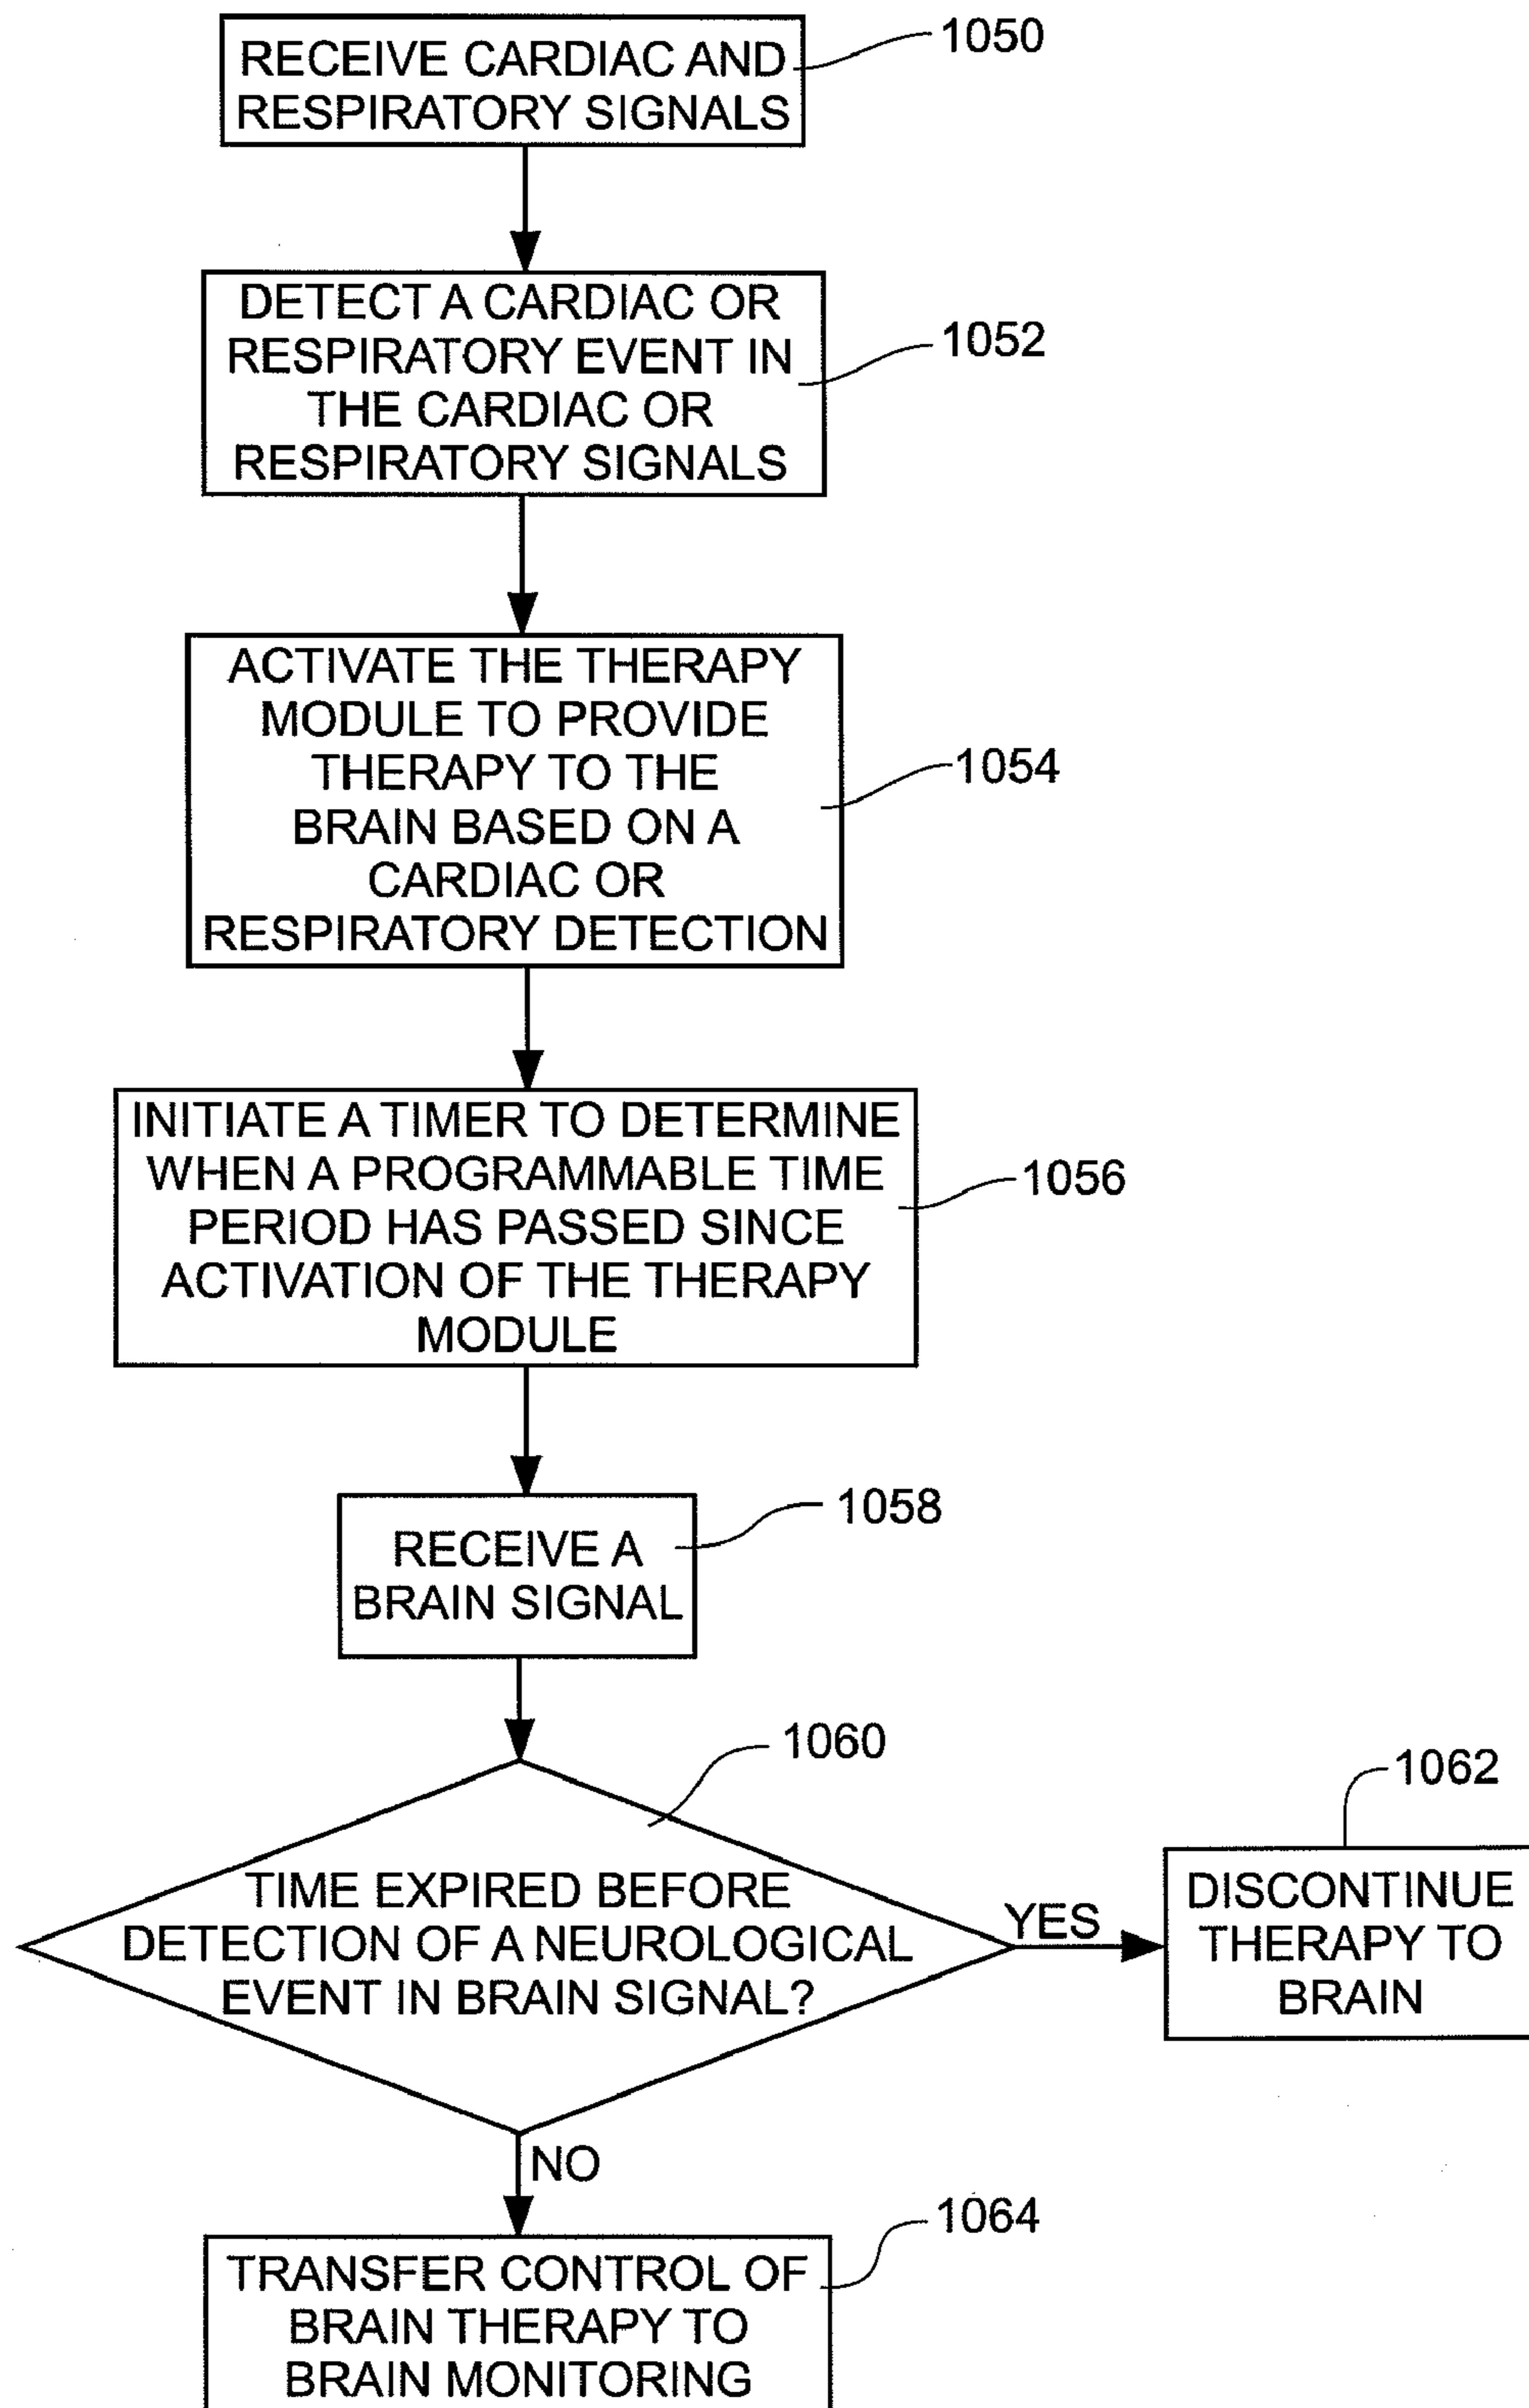 RECEIVE CARDIAC AND
RESPIRATORY SIGNALS
1050
DETECT A CARDIAC OR
RESPIRATORY EVENT IN
THE CARDIAC OR
RESPIRATORY SIGNALS
1052
ACTIVATE THE THERAPY
MODULE TO PROVIDE
THERAPY TO THE
BRAIN BASED ON A
CARDIAC OR
RESPIRATORY DETECTION
1054
INITIATE A TIMER TO DETERMINE
WHEN A PROGRAMMABLE TIME
PERIOD HAS PASSED SINCE
ACTIVATION OF THE THERAPY
MODULE
1056
RECEIVE A
BRAIN SIGNAL
1058
TIME EXPIRED BEFORE
DETECTION OF A NEUROLOGICAL
EVENT IN BRAIN SIGNAL?
1060
YES
DISCONTINUE
THERAPY TO
BRAIN
1062
NO
TRANSFER CONTROL OF
BRAIN THERAPY TO
BRAIN MONITORING
1064